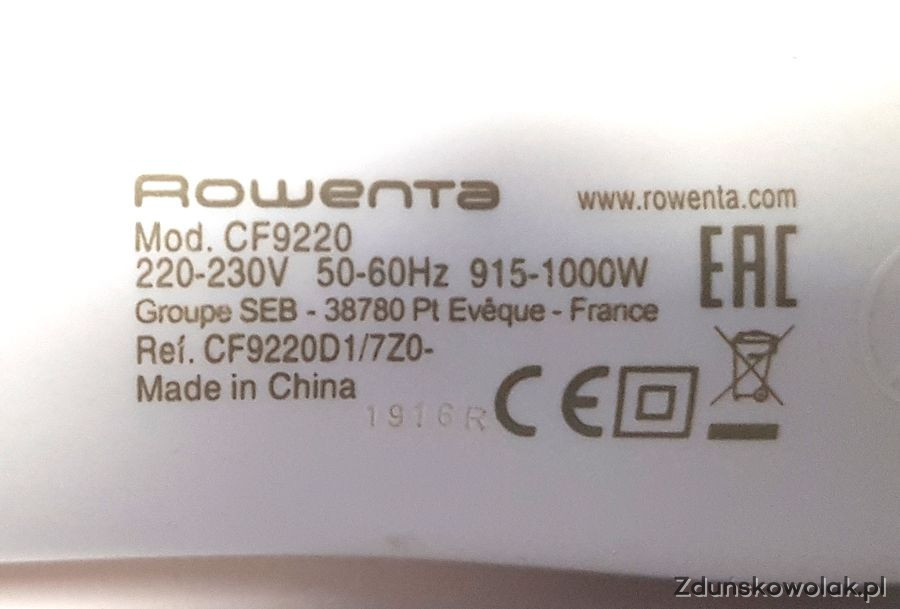 Rowenta
www.rowenta.com
Mod. CF9220
220-230V 50-60Hz 915-1000W
EAC
Groupe SEB - 38780 Pt Evêque - France
Ref. CF9220D1/7Z0-
Made in China
1916R
CE
Zduńskowolak.pl